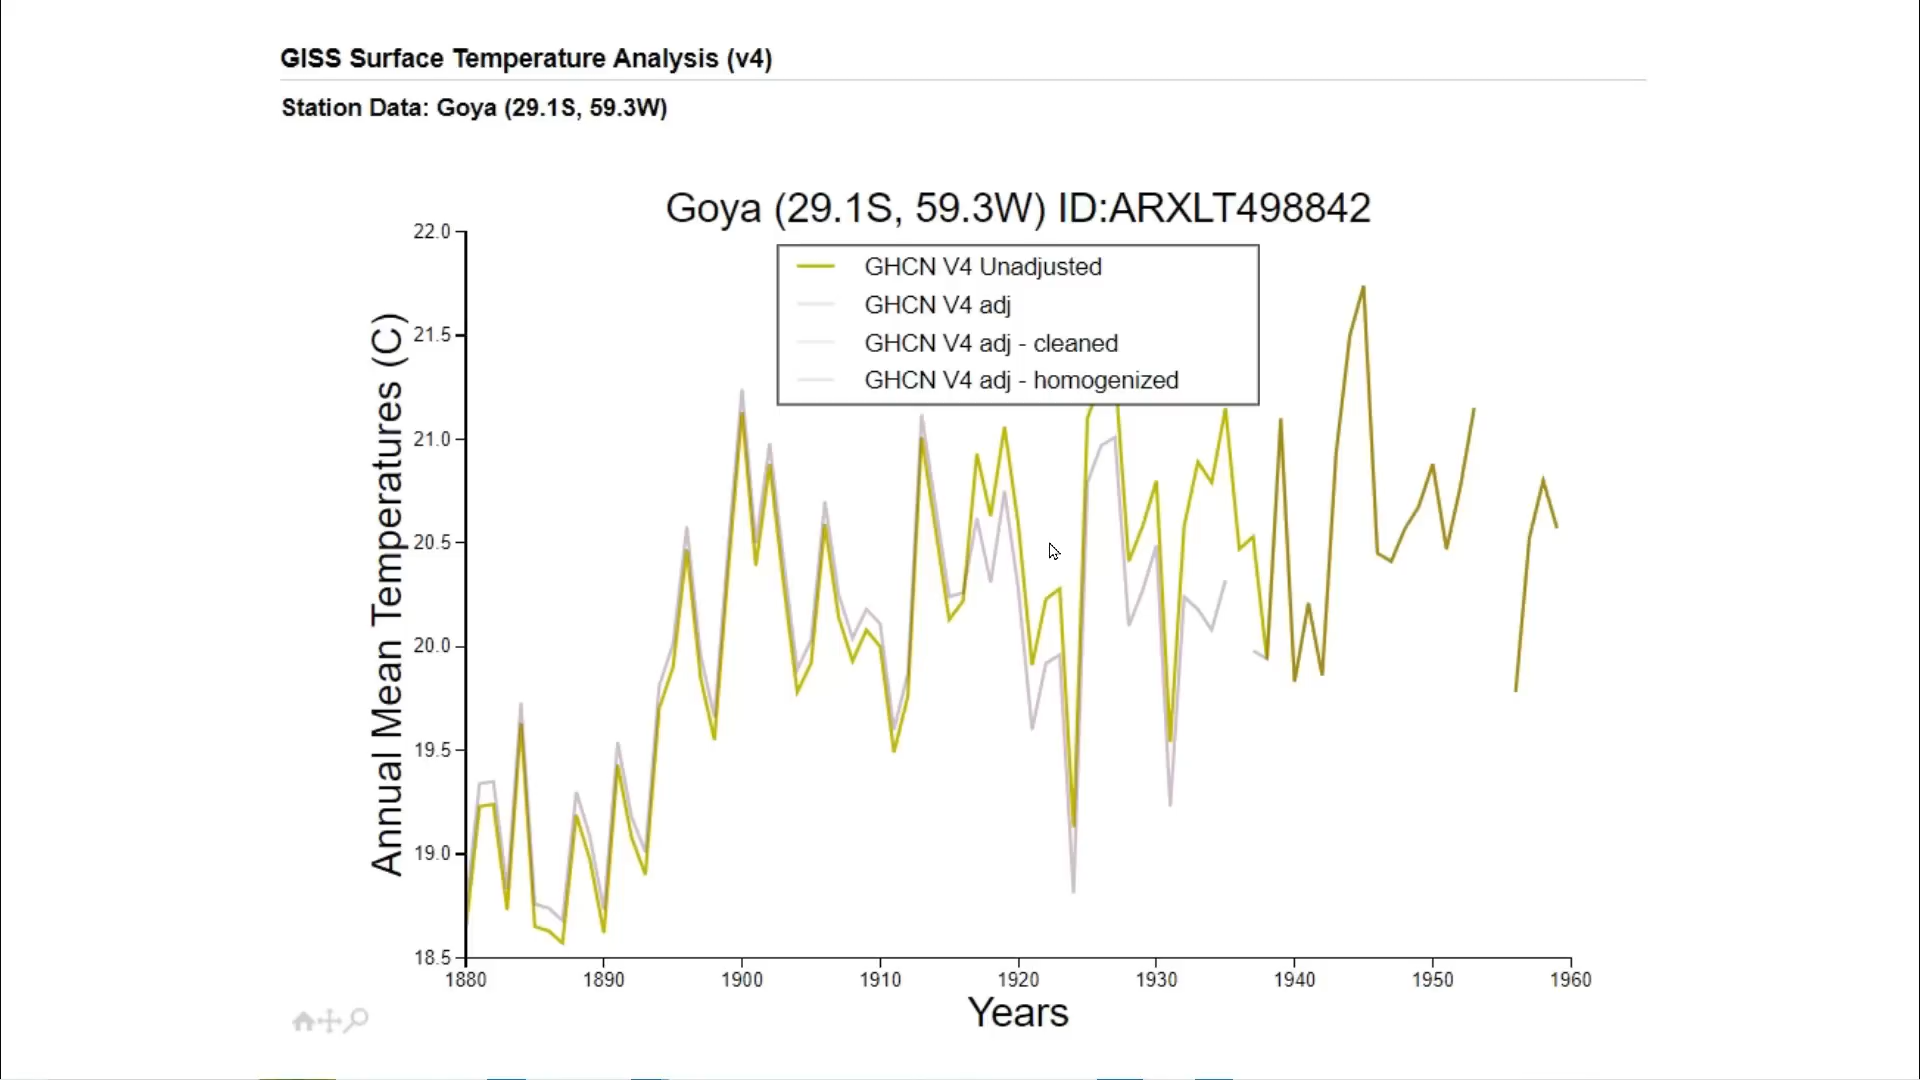 GISS Surface Temperature Analysis (v4)
Station Data: Goya (29.1S, 59.3W)
Goya (29.1S, 59.3W) ID:ARXLT498842
GHCN V4 Unadjusted
GHCN V4 adj
GHCN V4 adj - cleaned
GHCN V4 adj - homogenized
Annual Mean Temperatures (C)
22.0
21.5
21.0
20.5
20.0
19.5
19.0
18.5
1880 1890 1900 1910 1920 1930 1940 1950 1960
Years